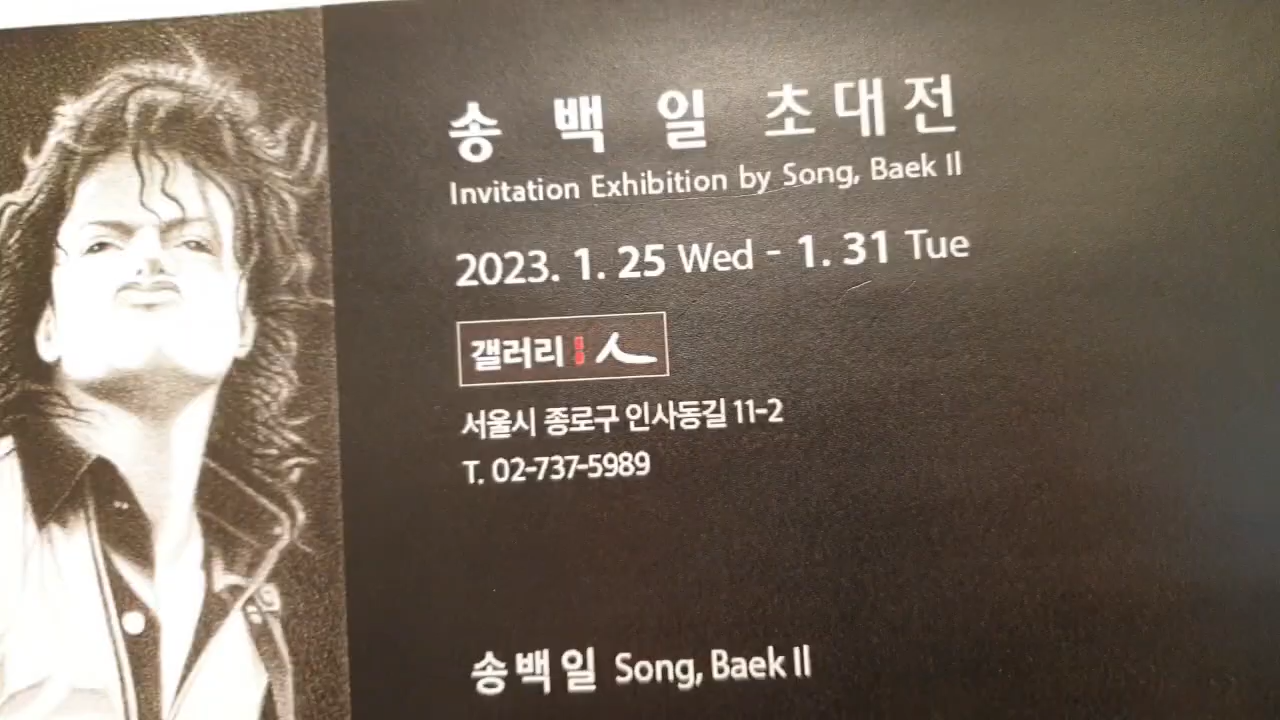 송 백 일 초대전
Invitation Exhibition by Song, Baek Il
2023. 1. 25 Wed - 1. 31 Tue
갤러리:人
서울시 종로구 인사동길 11-2
T. 02-737-5989
송백일 Song, Baek Il